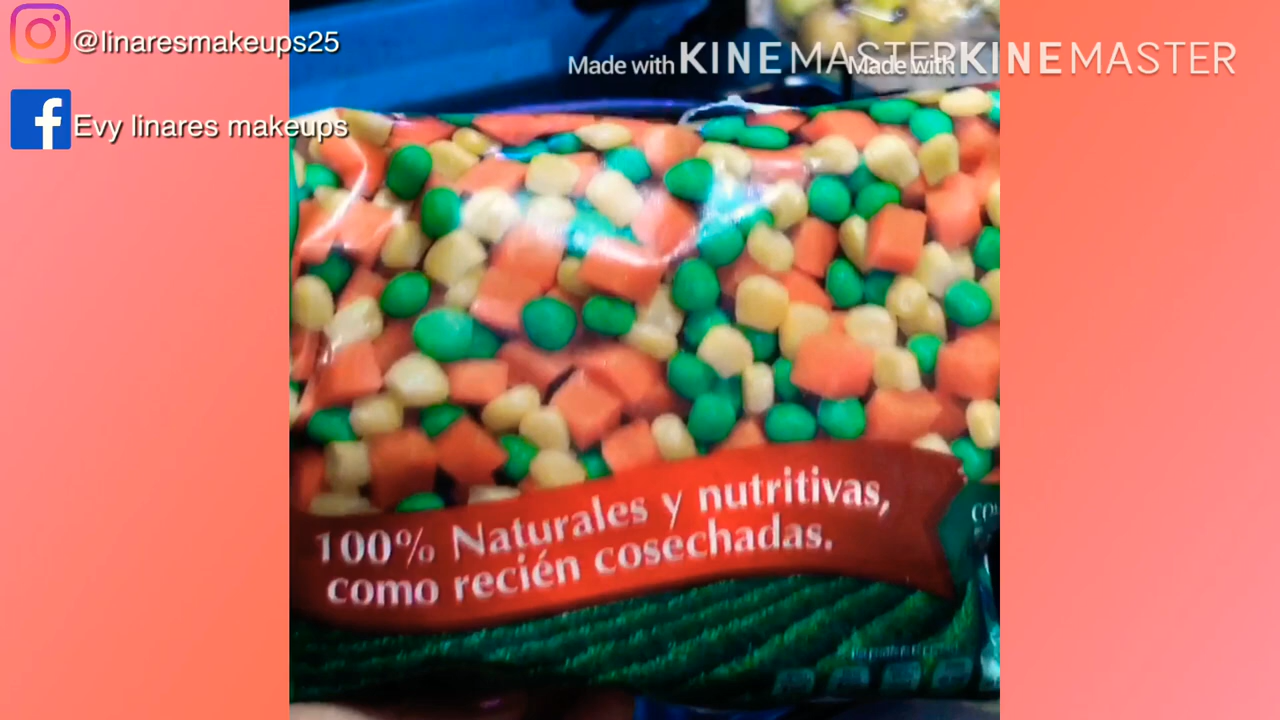 @linaresmakeups25
Evy linares makeups
Made with KINEMASTER
Made with KINEMASTER
100% Naturales y nutritivas,
como recién cosechadas.